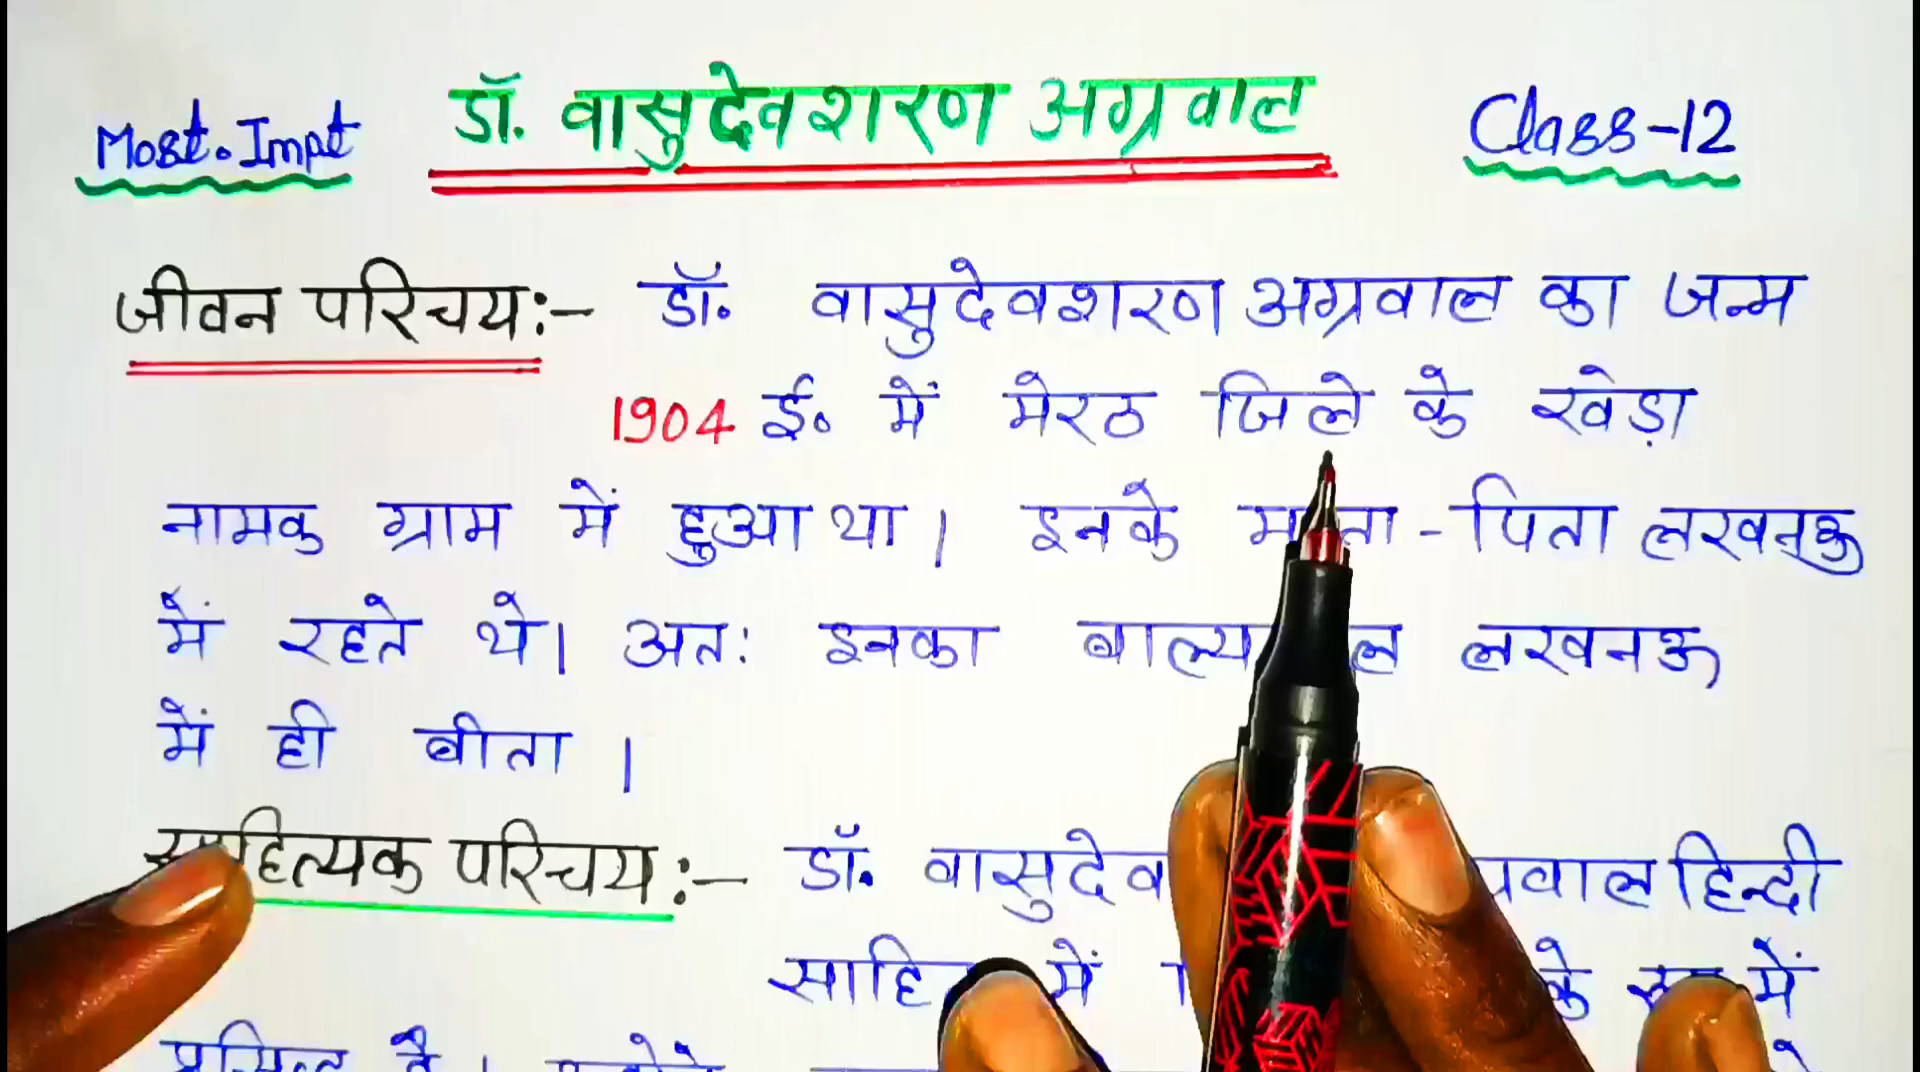 Most. Impt डॉ. वासुदेवशरण अग्रवाल Class-12
जीवन परिचय:- डॉ. वासुदेवशरण अग्रवाल का जन्म
1904 ई. में मेरठ जिले के खेड़ा
नामक ग्राम में हुआ था। इनके माता-पिता लखनऊ
में रहते थे। अतः इनका लखनऊ
में ही बीता।
साहित्यक परिचय:- डॉ. वासुदेव हिन्दी
में के में